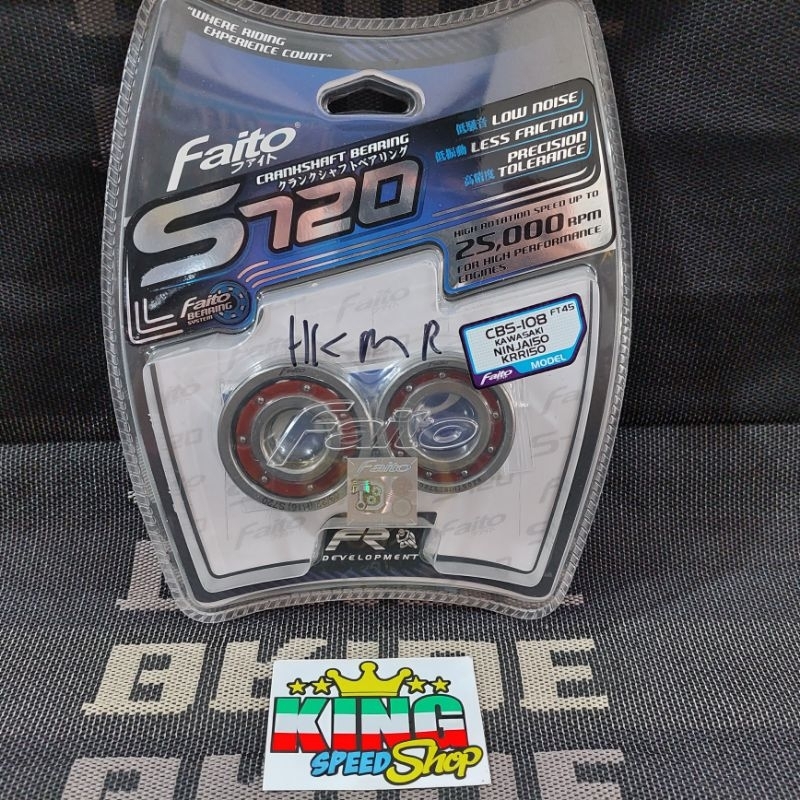 "WHERE RIDING
EXPERIENCE COUNT"
Faito®
ファイト
CRANKSHAFT BEARING
クランクシャフトベアリング
S720
低騒音 LOW NOISE
低振動 LESS FRICTION
高精度 PRECISION
TOLERANCE
HIGH ROTATION SPEED UP TO
25,000 RPM
FOR HIGH PERFORMANCE
ENGINES
Faito
BEARING
SYSTEM
CBS-108 FT45
KAWASAKI
NINJA150
KRR150
Faito MODEL
HKMR
Faito
Faito
S720
FR
DEVELOPMENT
BKIDE
KING
SPEED Shop